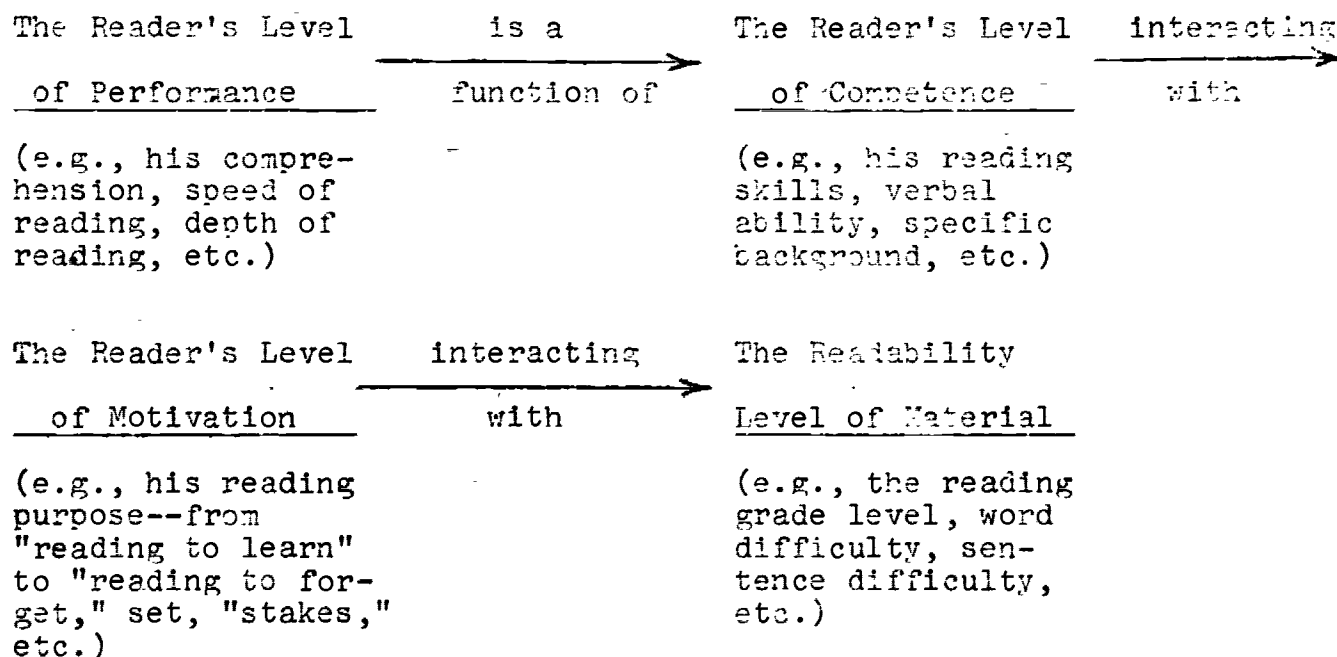 The Reader's Level is a The Reader's Level interacting
of Performance function of of Competence with
(e.g., his compre- (e.g., his reading
hension, speed of skills, verbal
reading, depth of ability, specific
reading, etc.) background, etc.)
The Reader's Level interacting The Readability
of Motivation with Level of Material
(e.g., his reading (e.g., the reading
purpose--from grade level, word
"reading to learn" difficulty, sen-
to "reading to for- tence difficulty,
get," set, "stakes," etc.)
etc.)